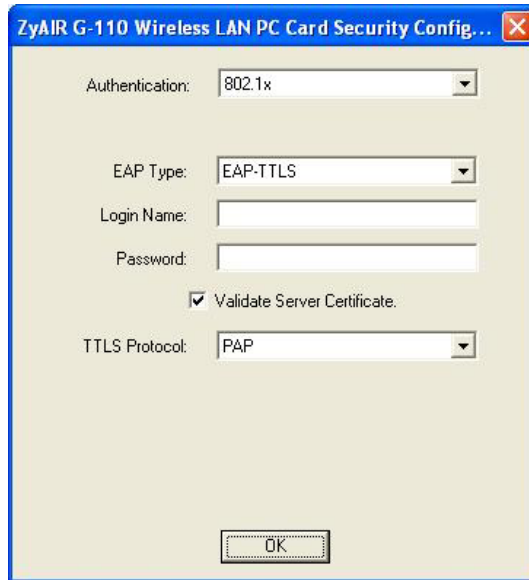 ZyAIR G-110 Wireless LAN PC Card Security Config...
Authentication: 802.1x
EAP Type: EAP-TTLS
Login Name:
Password:
Validate Server Certificate.
TTLS Protocol: PAP
OK